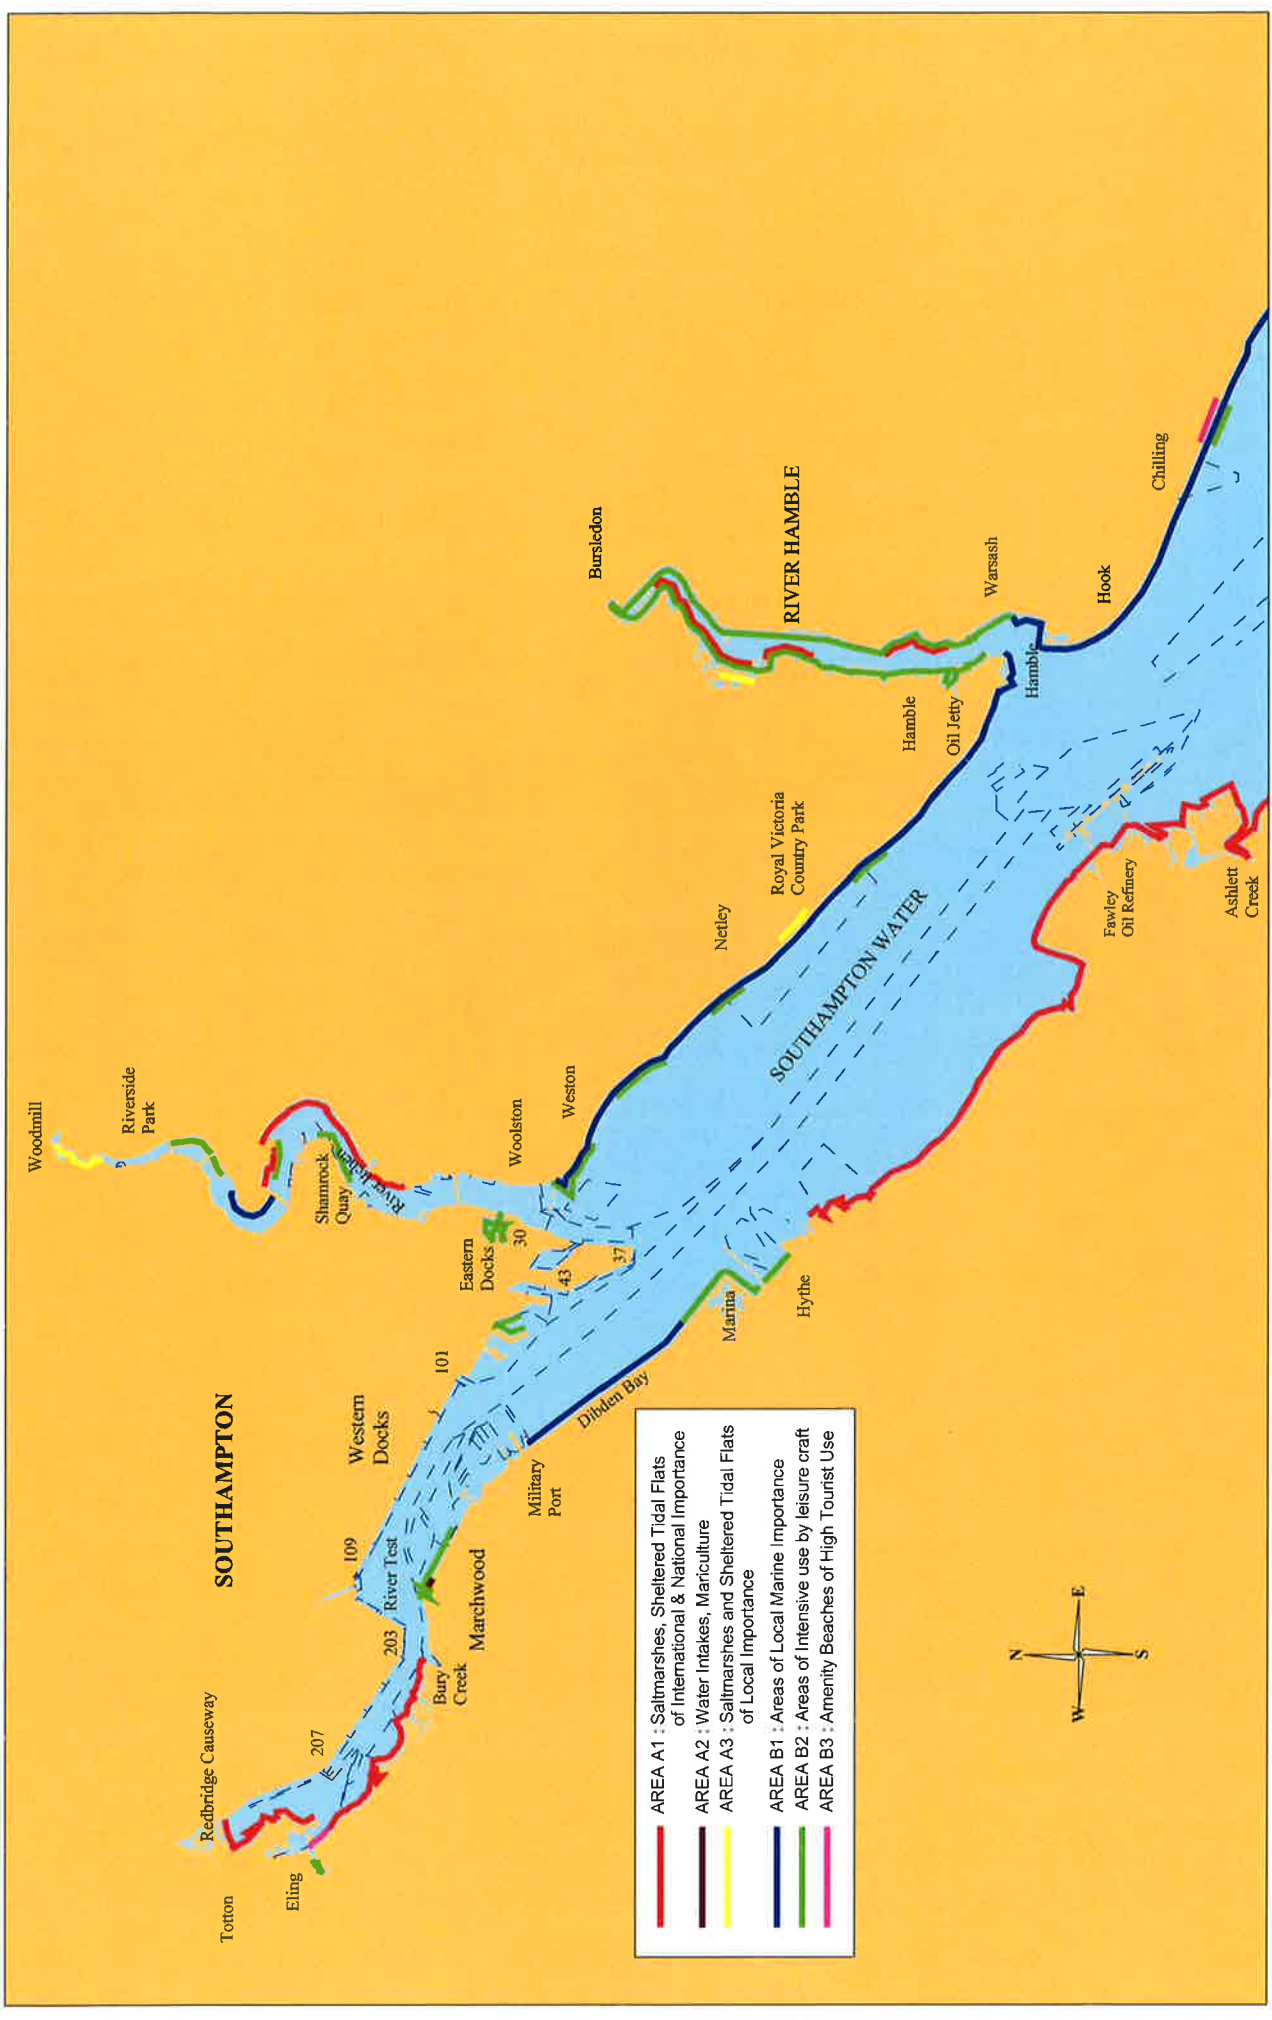 Woodmill
Riverside
Park
SOUTHAMPTON
Redbridge Causeway
Totton
Eling
207
203
109
River Test
Western
Docks
101
Bury
Creek
Marchwood
Military
Port
Dibden Bay
Shamrock
Quay
River Itchen
Eastern
Docks
30
43
37
Woolston
Weston
Marina
Hythe
Netley
Royal Victoria
Country Park
SOUTHAMPTON WATER
Bursledon
RIVER HAMBLE
Hamble
Oil Jetty
Warsash
Hamble
Hook
Chilling
Fawley
Oil Refinery
Ashlett
Creek
AREA A1 : Saltmarshes, Sheltered Tidal Flats
of International & National Importance
AREA A2 : Water Intakes, Mariculture
AREA A3 : Saltmarshes and Sheltered Tidal Flats
of Local Importance
AREA B1 : Areas of Local Marine Importance
AREA B2 : Areas of Intensive use by leisure craft
AREA B3 : Amenity Beaches of High Tourist Use
N
W
E
S